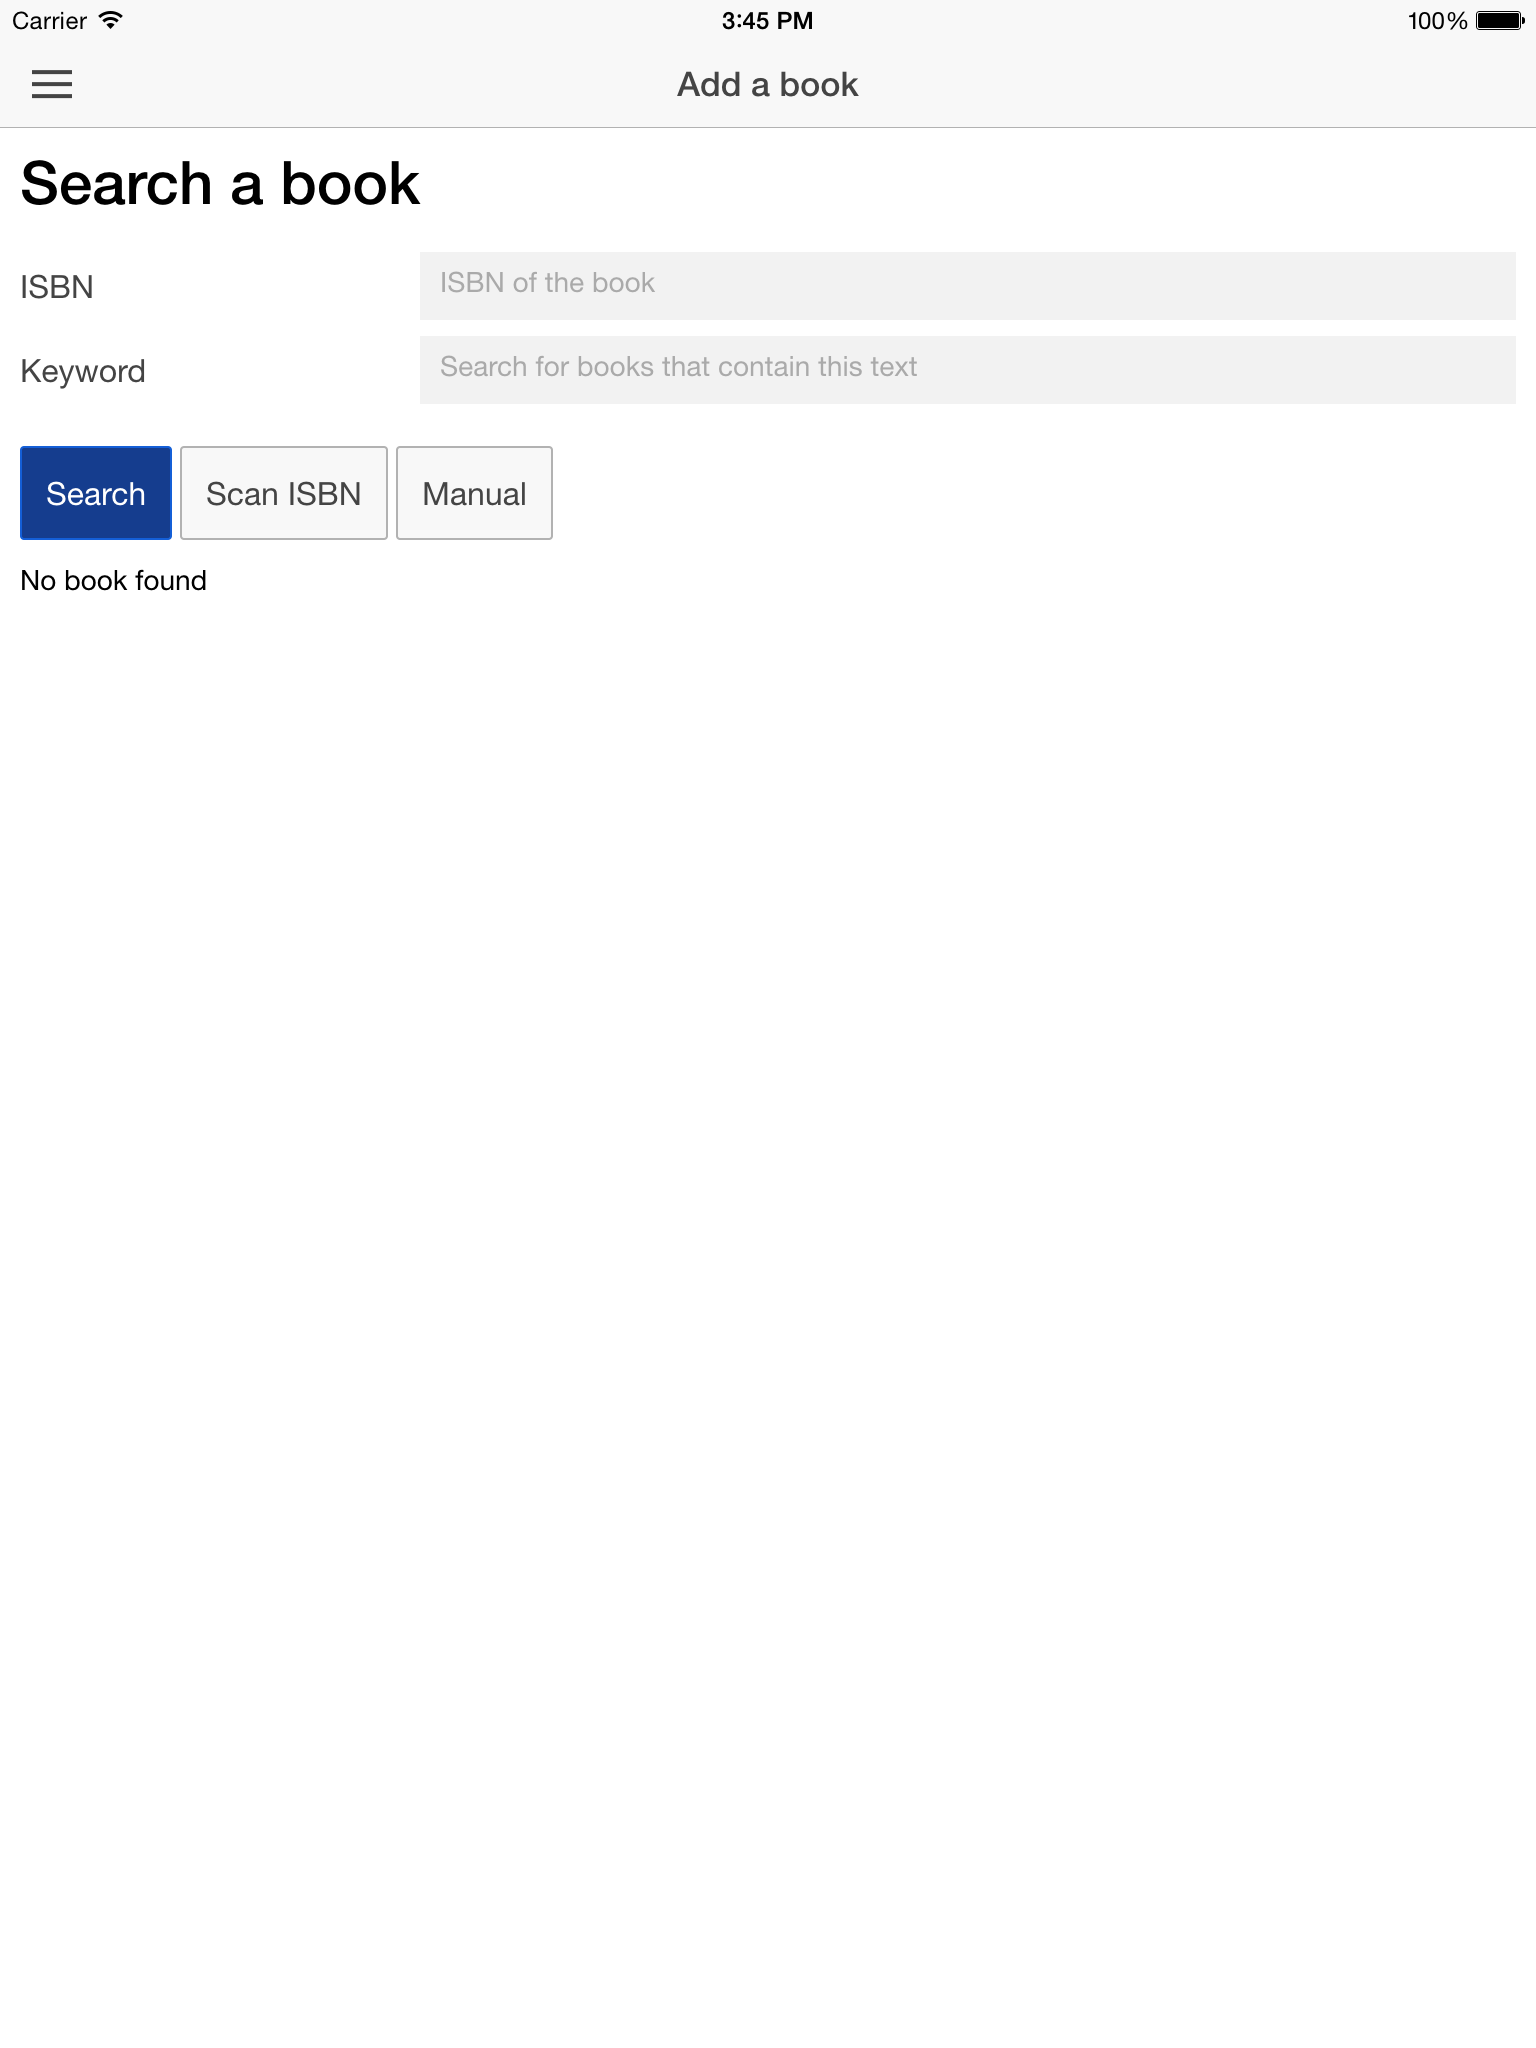 Carrier 3:45 PM 100%
Add a book
Search a book
ISBN ISBN of the book
Keyword Search for books that contain this text
Search Scan ISBN Manual
No book found